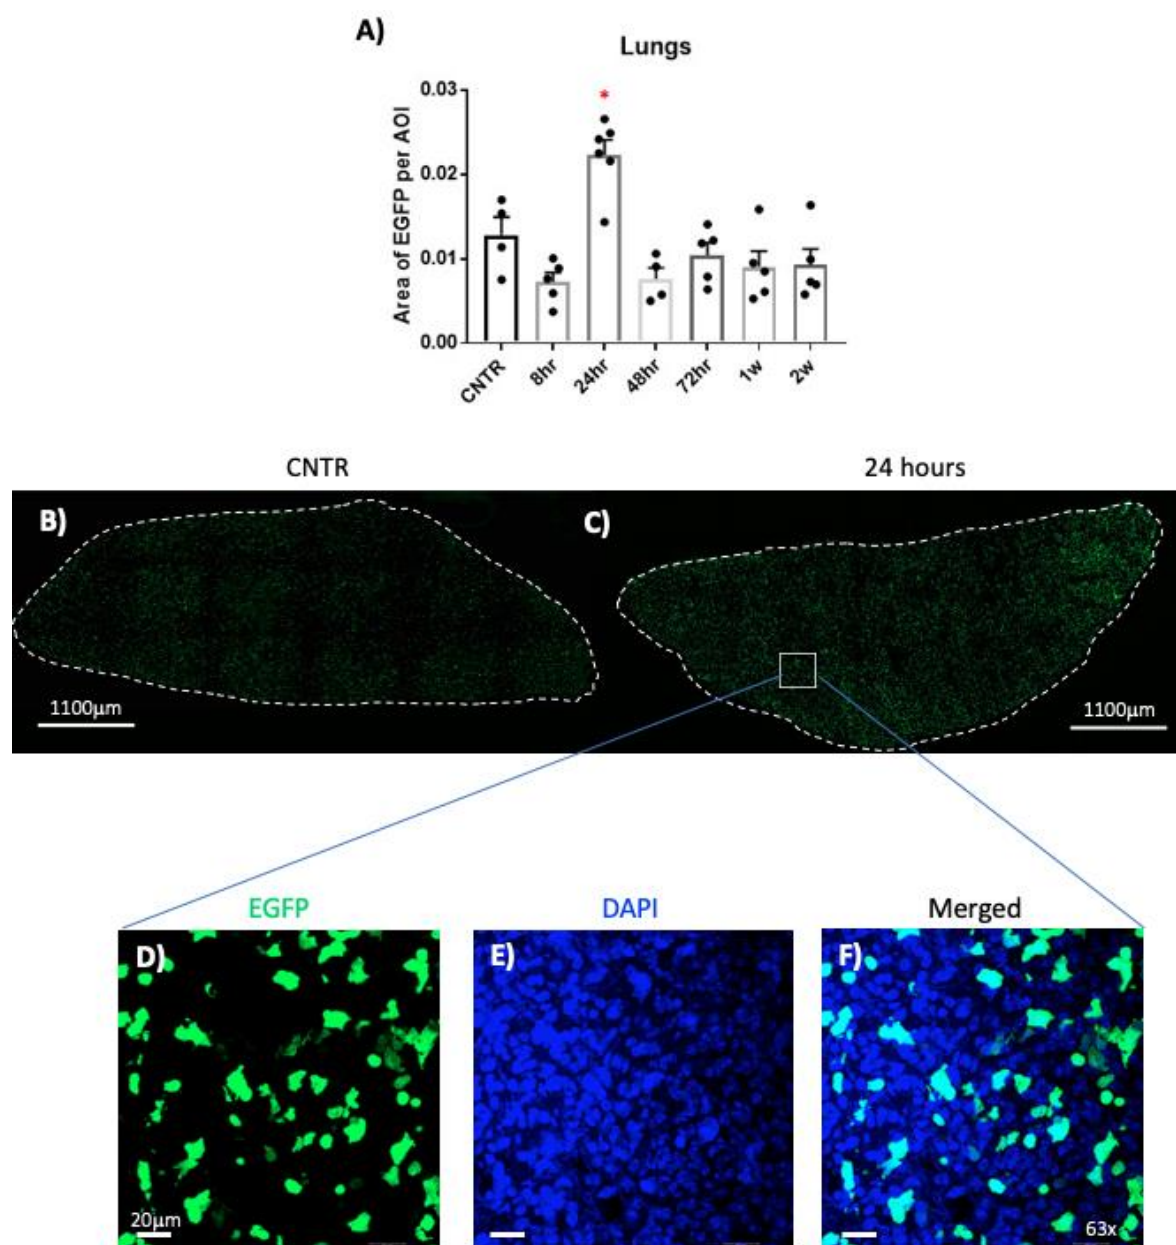 A)
Lungs
*
Area of EGFP per AOI
0.03
0.02
0.01
0.00
CNTR
8hr
24hr
48hr
72hr
1w
2w
CNTR
24 hours
B)
C)
1100µm
1100µm
EGFP
DAPI
Merged
D)
E)
F)
20µm
63x